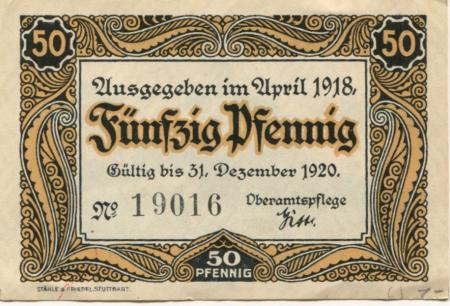 50 50
Ausgegeben im April 1918.
Fünfzig Pfennig
Gültig bis 31. Dezember 1920.
No 19016 Oberamtspflege
50
PFENNIG
STÄHLE & FRIEDEL, STUTTGART.